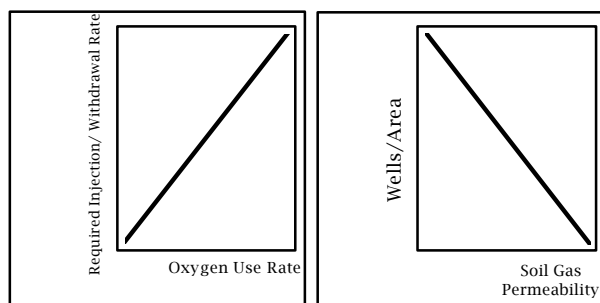 Required Injection/ Withdrawal Rate
Oxygen Use Rate
Wells/Area
Soil Gas
Permeability